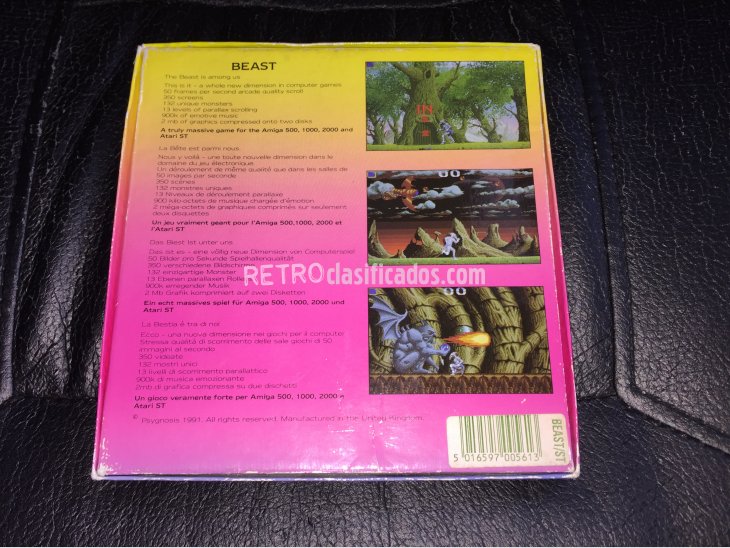 BEAST
The Beast is among us
This is it - a whole new dimension in computer games
50 frames per second arcade quality scroll
350 screens
132 unique monsters
13 levels of parallax scrolling
900k of emotive music
2 mb of graphics compressed onto two disks
A truly massive game for the Amiga 500, 1000, 2000 and
Atari ST
La Bête est parmi nous
Nous y voilà - une toute nouvelle dimension dans le
domaine du jeu électronique.
Un déroulement de même qualité que dans les salles de
50 images par seconde
350 scènes
132 monstres uniques
13 Niveaux de déroulement parallaxe
900 kilo-octets de musique chargée d'émotion
2 méga-octets de graphiques comprimés sur seulement
deux disquettes
Un jeu vraiment géant pour l'Amiga 500,1000, 2000 et
l'Atari ST
Das Biest ist unter uns
Das ist es - eine völlig neue Dimension von Computerspiel
50 Bilder pro Sekunde Spielhallenqualität
350 verschiedene Bildschirme
132 einzigartige Monster
13 Ebenen parallaxen
900k erregender Musik
2 Mb Grafik komprimiert auf zwei Disketten
Ein echt massives spiel für Amiga 500, 1000, 2000 und
Atari ST
RETROclasificados.com
La Bestia é tra di noi
Ecco - una nuova dimensione nei giochi per il computer
Stressa qualitá di scorrimento delle sale giochi di 50
immagini al secondo
350 videate
132 mostri unici
13 livelli di scorrimento parallattico
900k di musica emozionante
2mb di grafica compressa su due dischetti
Un gioco veramente forte per Amiga 500, 1000, 2000 e
Atari ST
© Psygnosis 1991. All rights reserved. Manufactured in the United Kingdom.
5 016597 005613
BEAST/ST